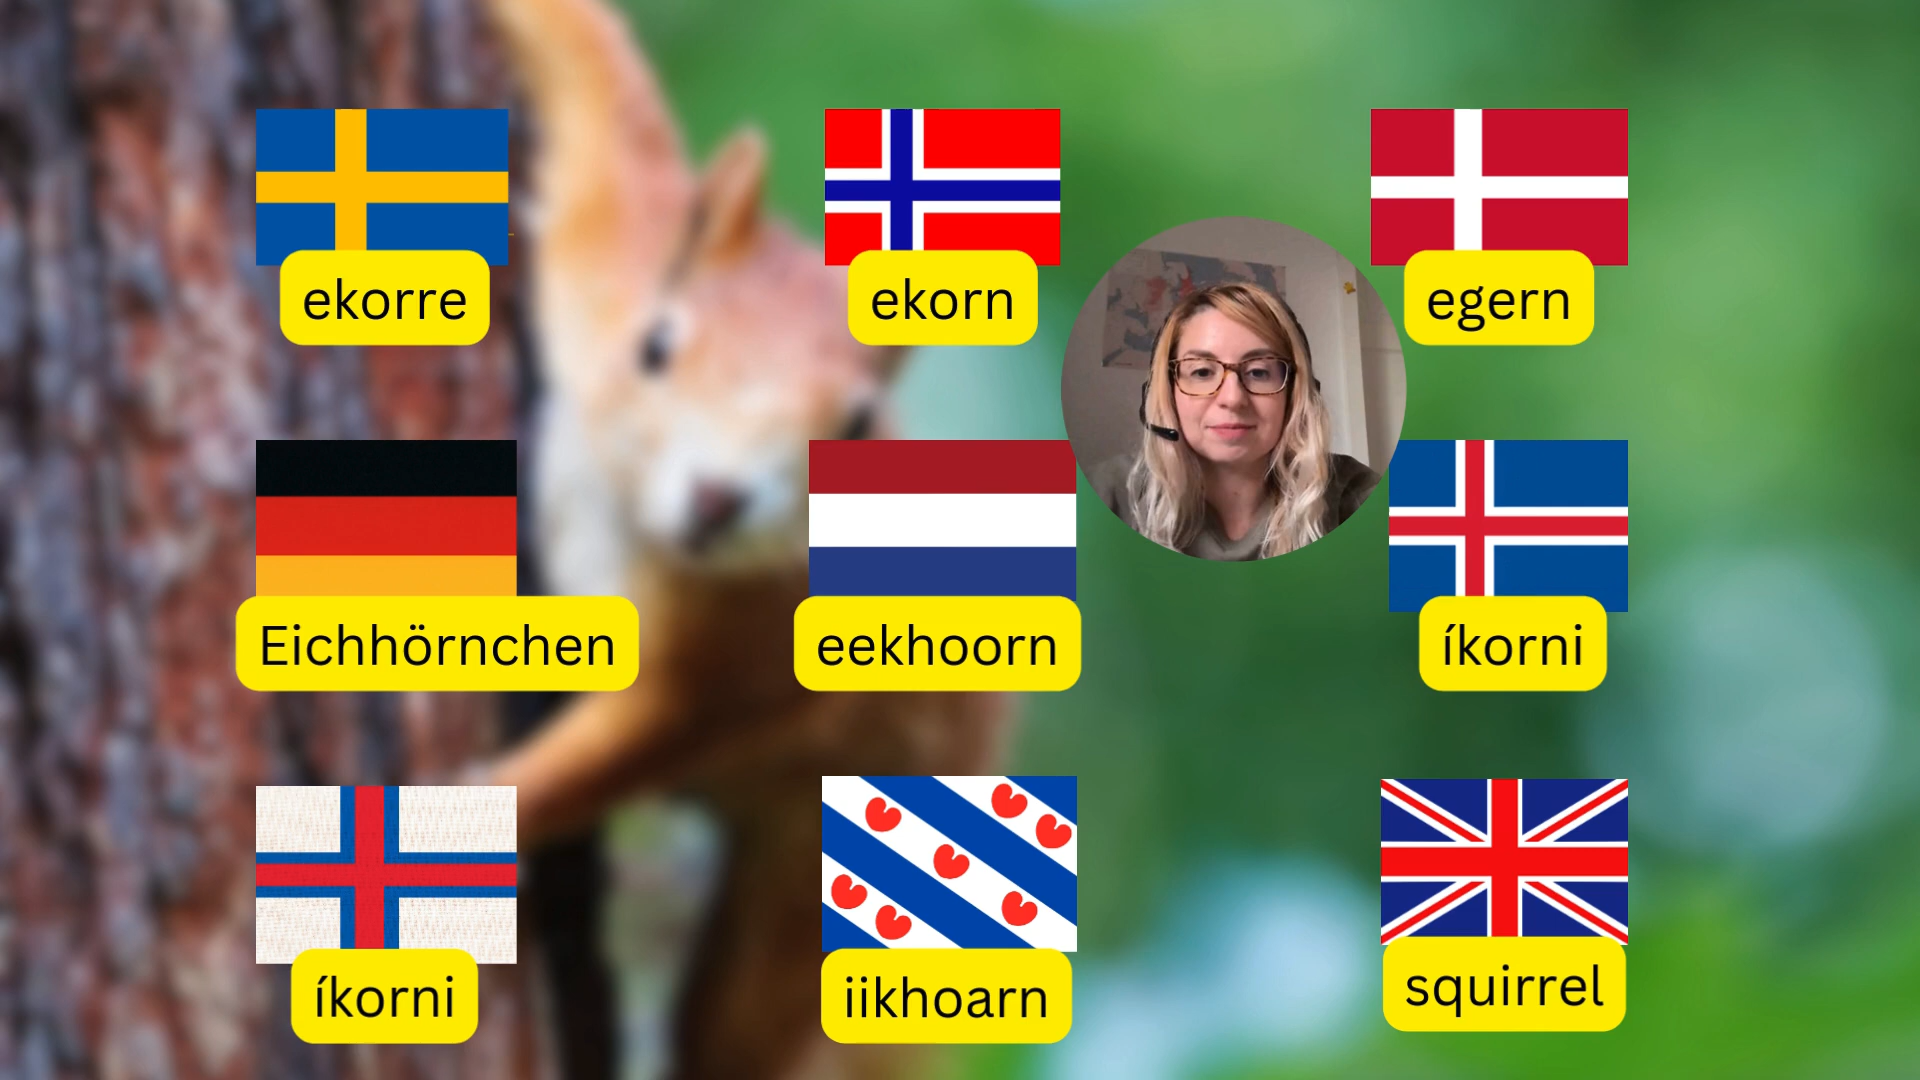 ekorre
ekorn
egern
Eichhörnchen
eekhoorn
íkorni
íkorni
iikhoarn
squirrel